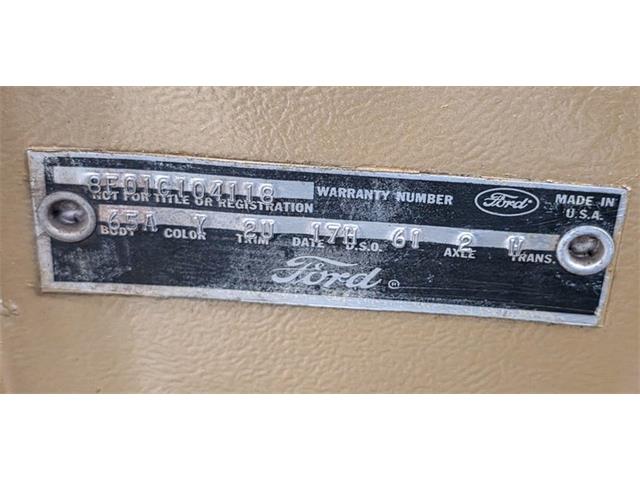 8F01C104118 WARRANTY NUMBER Ford MADE IN
NOT FOR TITLE OR REGISTRATION U.S.A.
65A Y 2U 17H 61 2 W
BODY COLOR TRIM DATE D.S.O. AXLE TRANS.
Ford ®